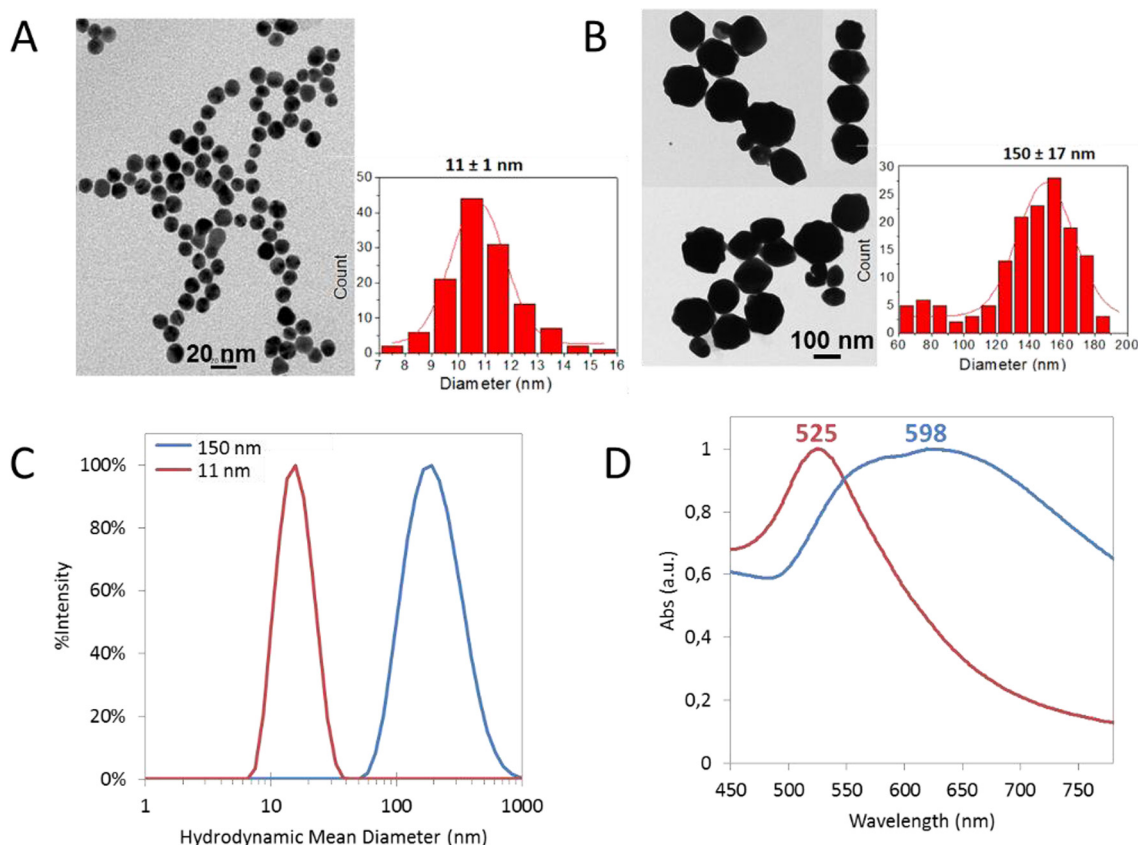 A
20 nm
11 ± 1 nm
50
40
30
20
10
0
Count
7 8 9 10 11 12 13 14 15 16
Diameter (nm)
B
100 nm
150 ± 17 nm
30
25
20
15
10
5
0
Count
60 80 100 120 140 160 180 200
Diameter (nm)
C
150 nm
11 nm
100%
80%
60%
40%
20%
0%
%Intensity
1 10 100 1000
Hydrodynamic Mean Diameter (nm)
D
525 598
1
0,8
0,6
0,4
0,2
0
Abs (a.u.)
450 500 550 600 650 700 750
Wavelength (nm)